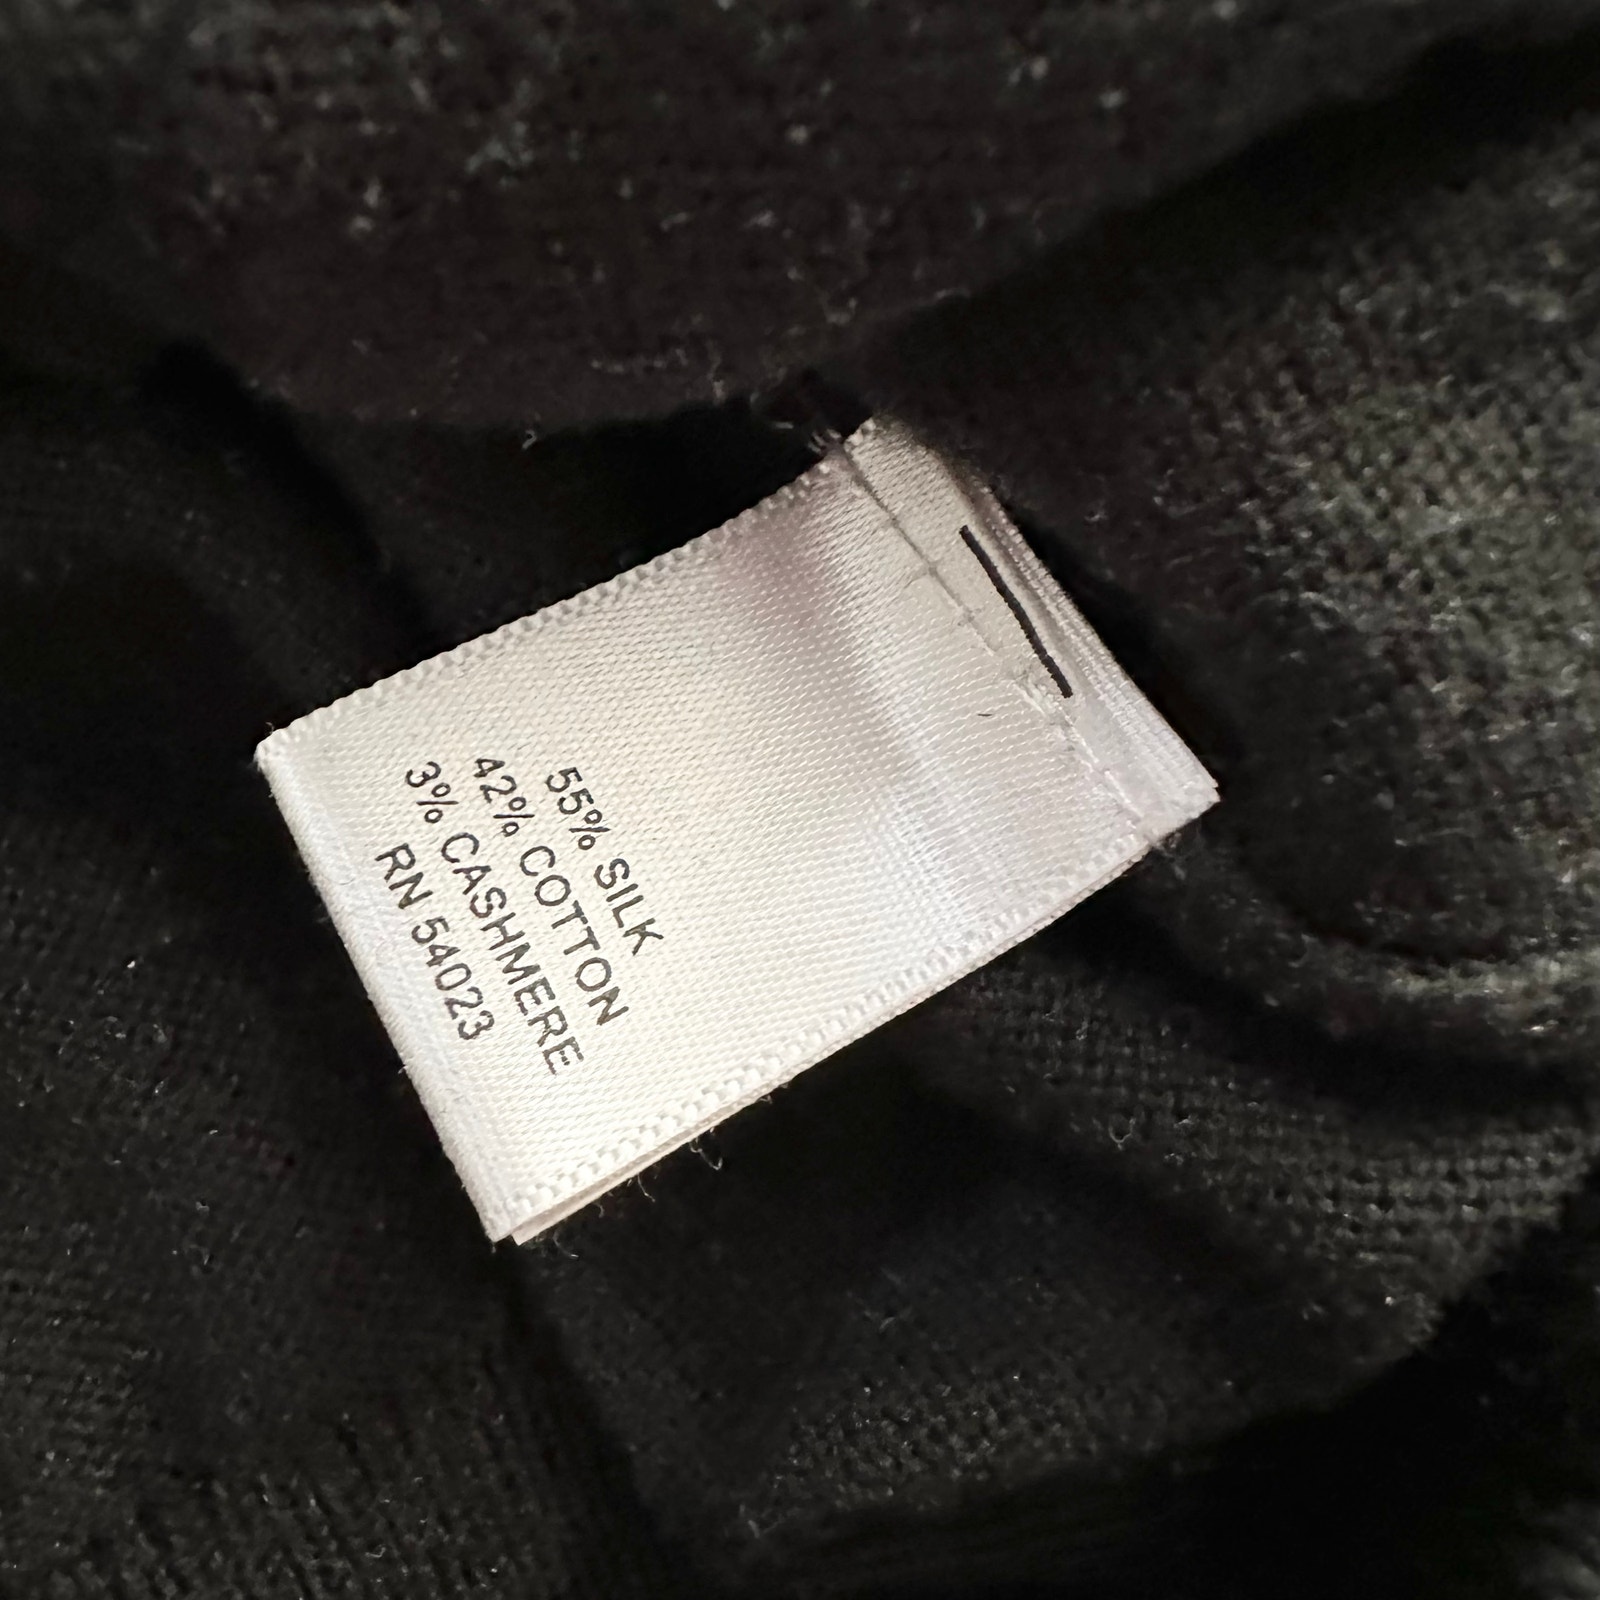 55% SILK
42% COTTON
3% CASHMERE
RN 54023